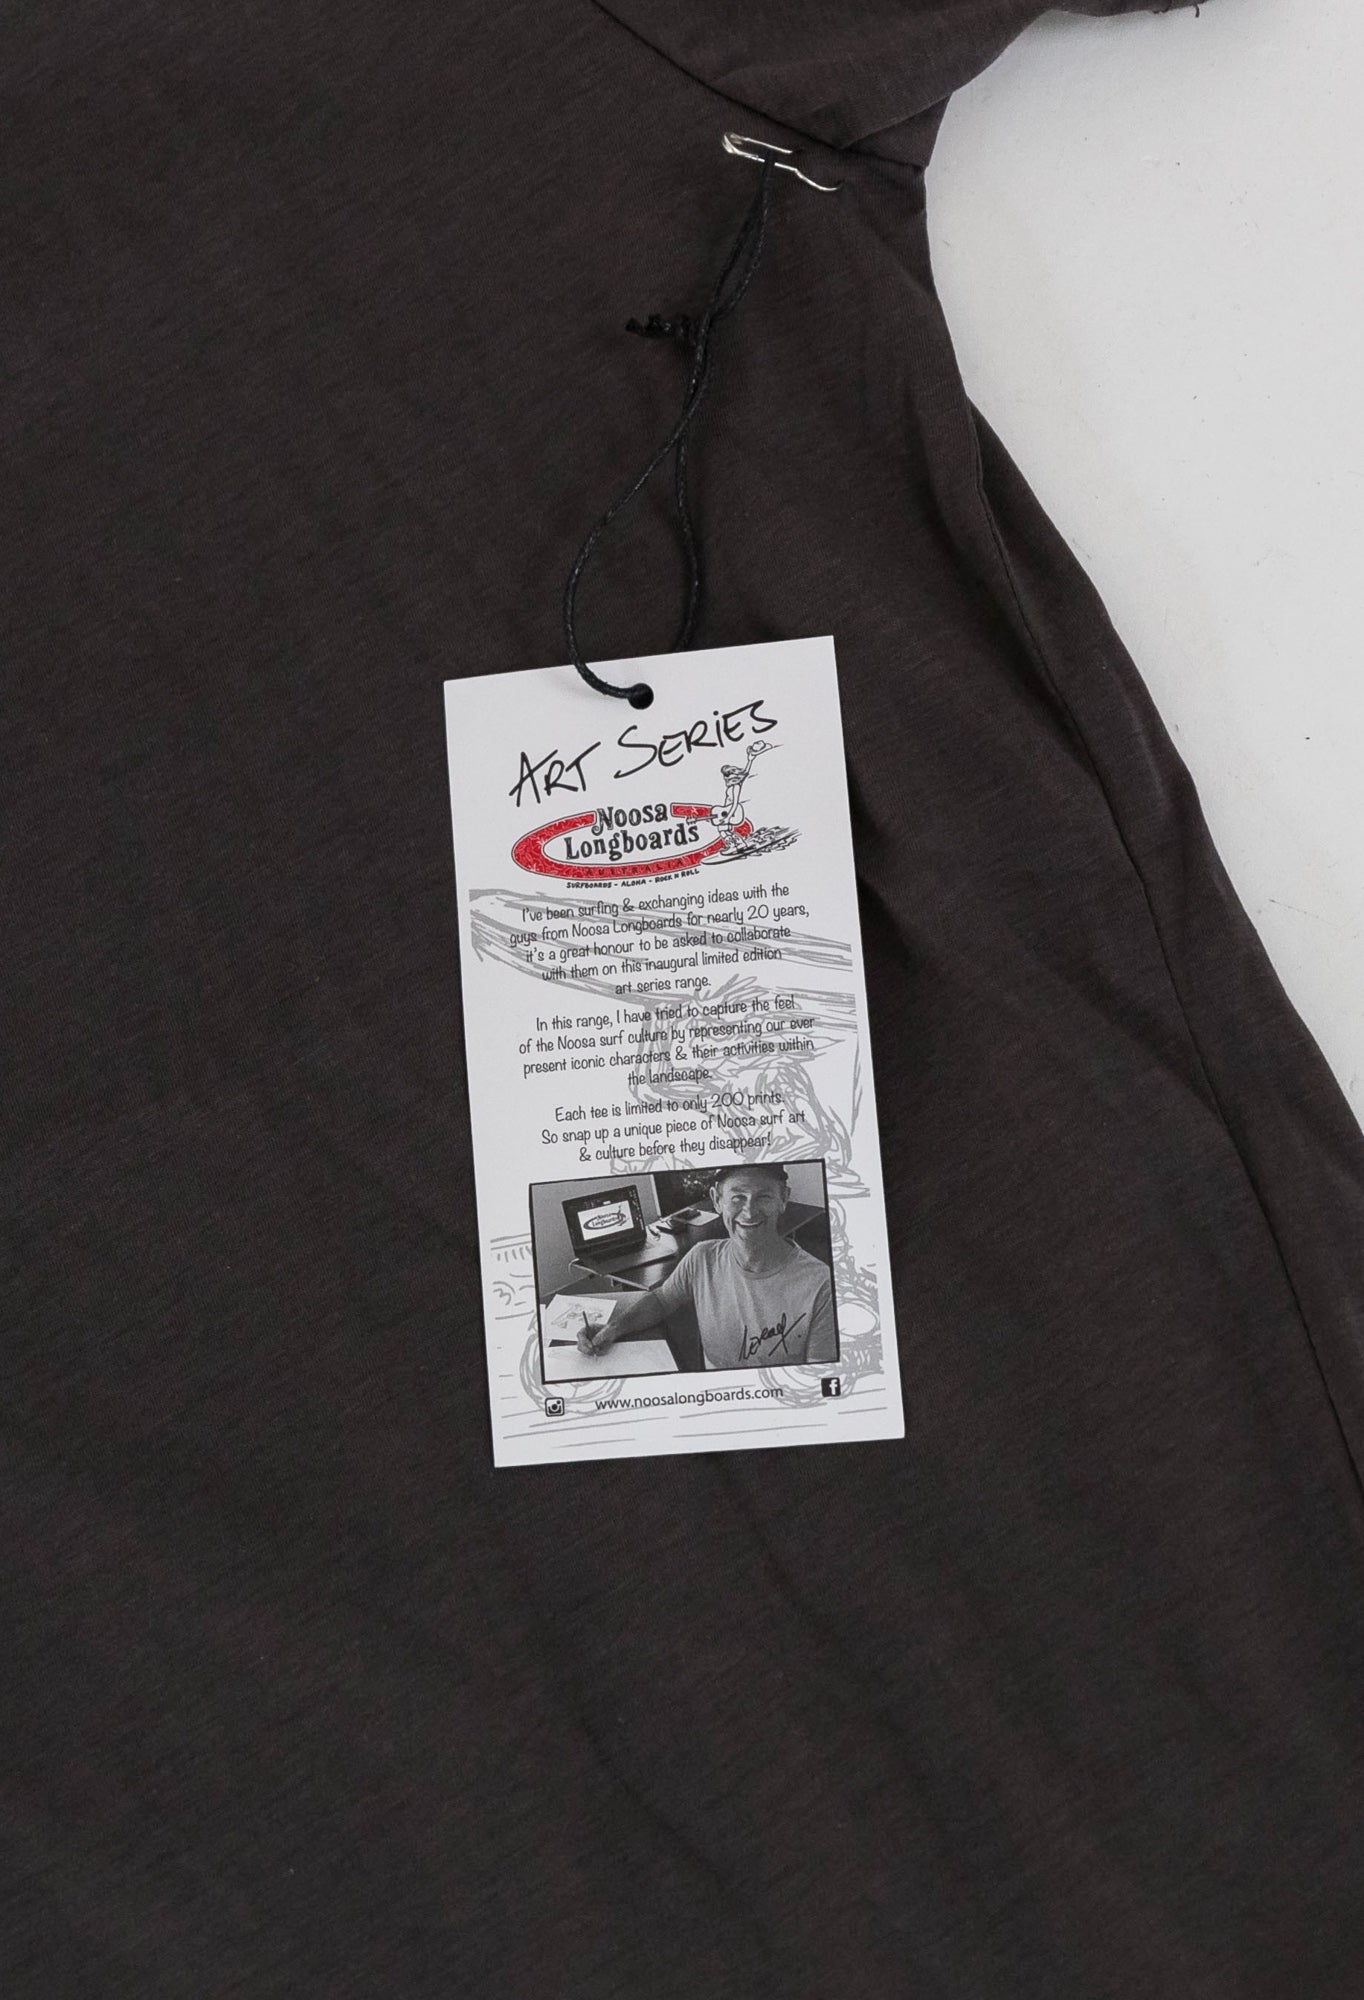 ART SERIES
Noosa
Longboards
AUSTRALIA
SURFBOARDS - ALOHA - ROCK N ROLL
I've been surfing & exchanging ideas with the
guys from Noosa Longboards for nearly 20 years,
it's a great honour to be asked to collaborate
with them on this inaugural limited edition
art series range.
In this range, I have tried to capture the feel
of the Noosa surf culture by representing our ever
present iconic characters & their activities within
the landscape.
Each tee is limited to only 200 prints.
So snap up a unique piece of Noosa surf art
& culture before they disappear!
Noosa
Longboards
www.noosalongboards.com
f